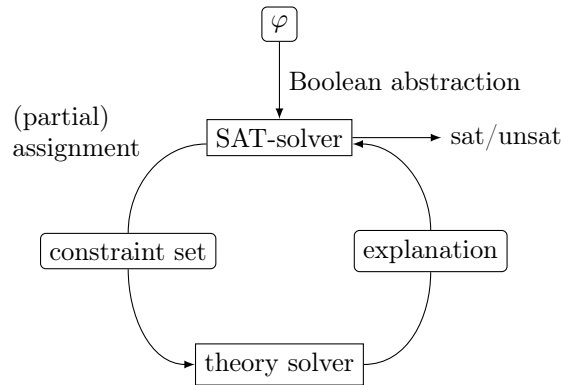 φ
Boolean abstraction
(partial)
assignment
SAT-solver
sat/unsat
constraint set
explanation
theory solver